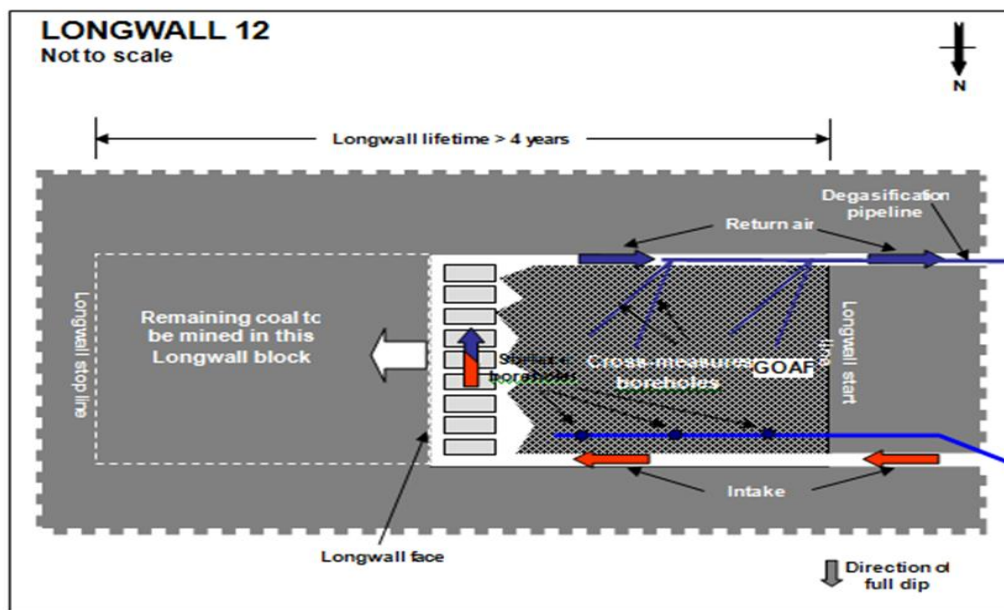 LONGWALL 12
Not to scale
N
Longwall lifetime > 4 years
Degasification
pipeline
Return air
Longwall stop line
Remaining coal to
be mined in this
Longwall block
Surface
boreholes
Cross-measures
boreholes
GOAF
Longwall start
line
Intake
Longwall face
Direction of
full dip